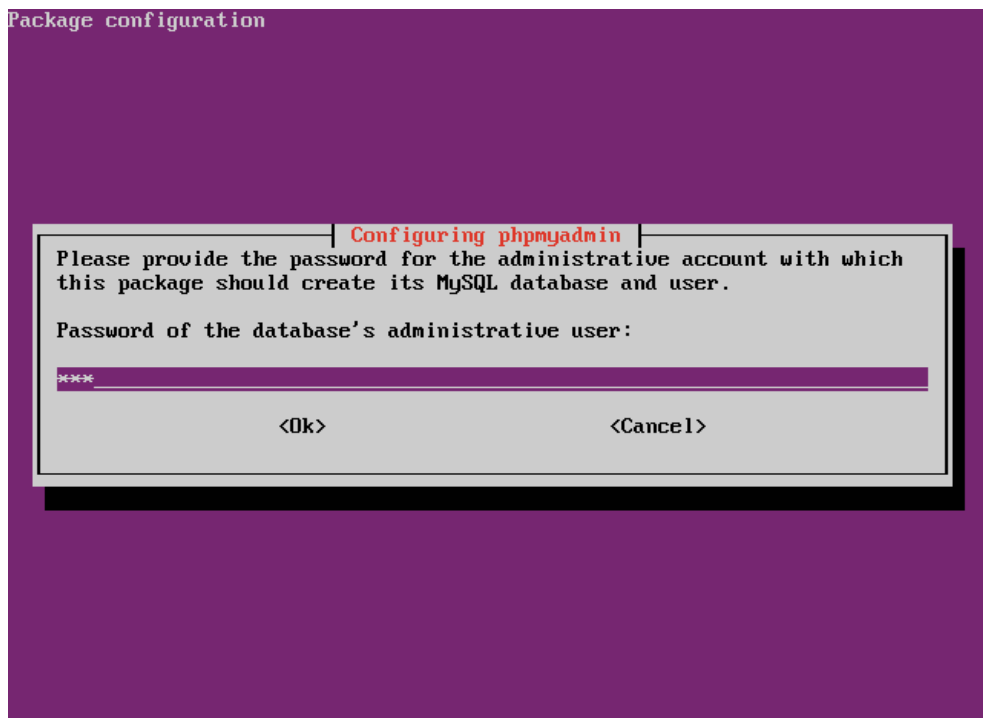 Package configuration
Configuring phpmyadmin
Please provide the password for the administrative account with which
this package should create its MySQL database and user.
Password of the database's administrative user:
***
<Ok> <Cancel>